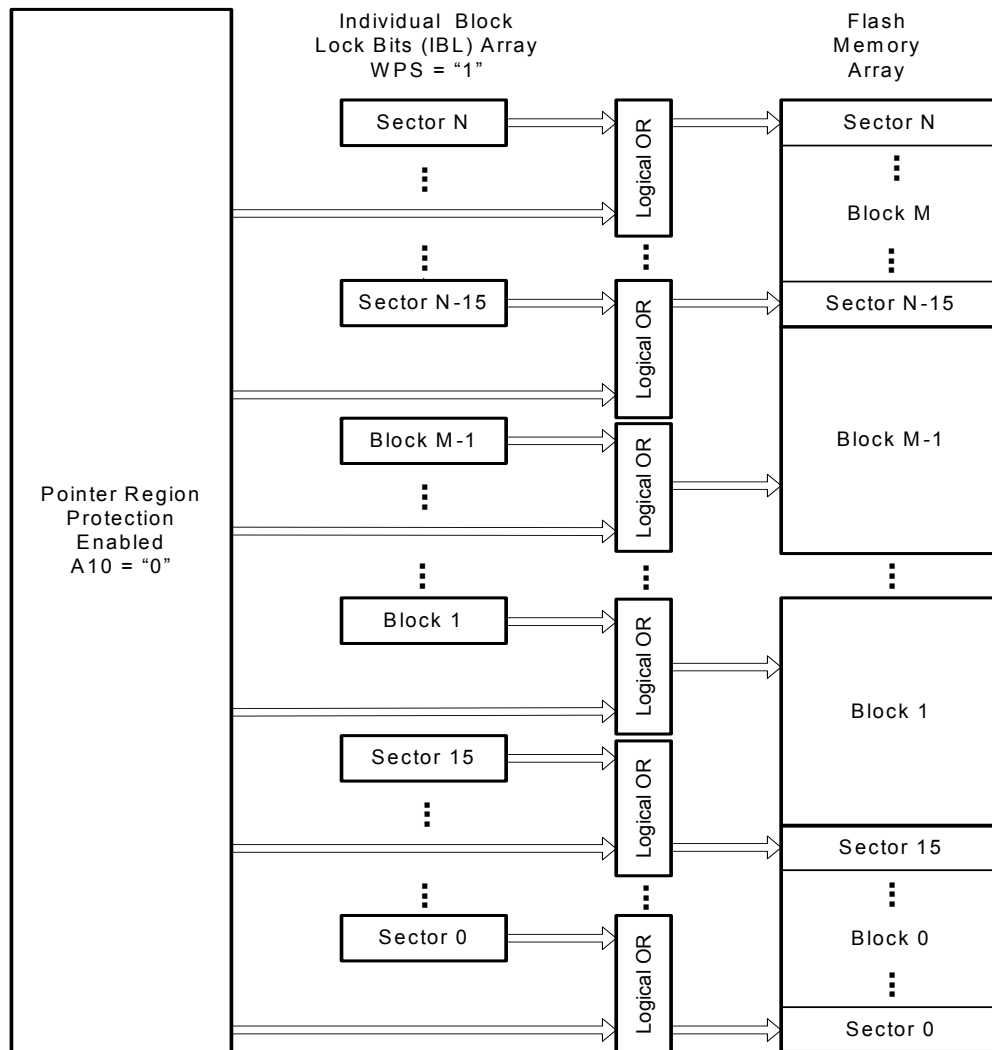 Individual Block
Lock Bits (IBL) Array
WPS = “1”
Flash
Memory
Array
Sector N
Logical OR
Sector N
Block M
Sector N-15
Logical OR
Sector N-15
Block M-1
Logical OR
Block M-1
Pointer Region
Protection
Enabled
A10 = “0”
Block 1
Logical OR
Block 1
Sector 15
Logical OR
Sector 15
Sector 0
Logical OR
Block 0
Sector 0